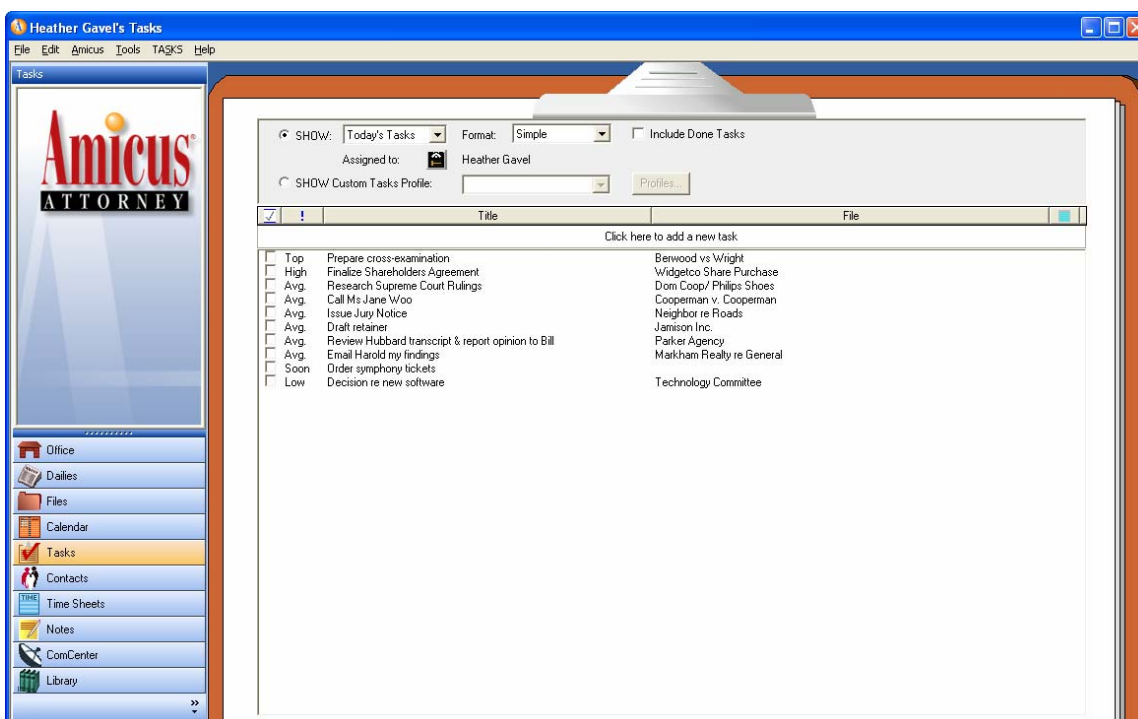 Heather Gavel's Tasks
File Edit Amicus Tools TASKS Help
Tasks
Amicus
ATTORNEY
SHOW: Today's Tasks Format: Simple Include Done Tasks
Assigned to: Heather Gavel
SHOW Custom Tasks Profile: Profiles...
! Title File
Click here to add a new task
Top Prepare cross-examination Berwood vs Wright
High Finalize Shareholders Agreement Widgetco Share Purchase
Avg. Research Supreme Court Rulings Dom Coop/ Philips Shoes
Avg. Call Ms Jane Woo Cooperman v. Cooperman
Avg. Issue Jury Notice Neighbor re Roads
Avg. Draft retainer Jamison Inc.
Avg. Review Hubbard transcript & report opinion to Bill Parker Agency
Avg. Email Harold my findings Markham Realty re General
Soon Order symphony tickets
Low Decision re new software Technology Committee
Office
Dailies
Files
Calendar
Tasks
Contacts
TIME Time Sheets
Notes
ComCenter
Library